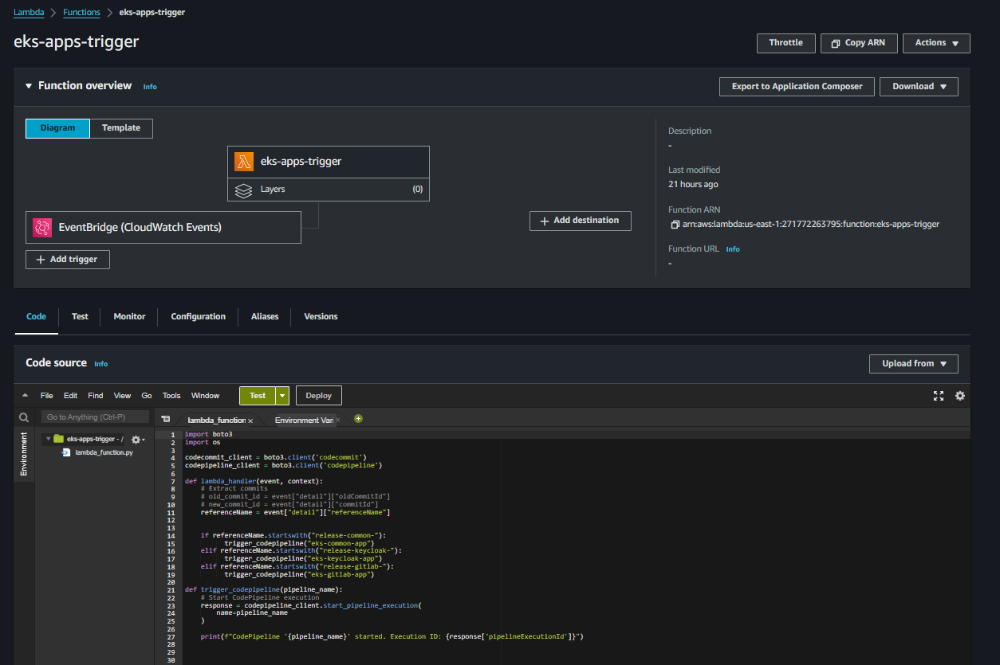 Lambda > Functions > eks-apps-trigger
eks-apps-trigger
Throttle
Copy ARN
Actions
Function overview Info
Export to Application Composer
Download
Diagram
Template
eks-apps-trigger
Layers (0)
EventBridge (CloudWatch Events)
+ Add trigger
+ Add destination
Description
-
Last modified
21 hours ago
Function ARN
arn:aws:lambda:us-east-1:271772263795:function:eks-apps-trigger
Function URL Info
-
Code
Test
Monitor
Configuration
Aliases
Versions
Code source Info
Upload from
File Edit Find View Go Tools Window
Test
Deploy
Go to Anything (Ctrl-P)
lambda_function
Environment Vari
Environment
eks-apps-trigger - /
lambda_function.py
1 import boto3
2 import os
3
4 codecommit_client = boto3.client('codecommit')
5 codepipeline_client = boto3.client('codepipeline')
6
7 def lambda_handler(event, context):
8 # Extract commits
9 # old_commit_id = event["detail"]["oldCommitId"]
10 # new_commit_id = event["detail"]["commitId"]
11 referenceName = event["detail"]["referenceName"]
12
13
14 if referenceName.startswith("release-common-"):
15 trigger_codepipeline("eks-common-app")
16 elif referenceName.startswith("release-keycloak-"):
17 trigger_codepipeline("eks-keycloak-app")
18 elif referenceName.startswith("release-gitlab-"):
19 trigger_codepipeline("eks-gitlab-app")
20
21 def trigger_codepipeline(pipeline_name):
22 # Start CodePipeline execution
23 response = codepipeline_client.start_pipeline_execution(
24 name=pipeline_name
25 )
26
27 print(f"CodePipeline '{pipeline_name}' started. Execution ID: {response['pipelineExecutionId']}")
28
29
30